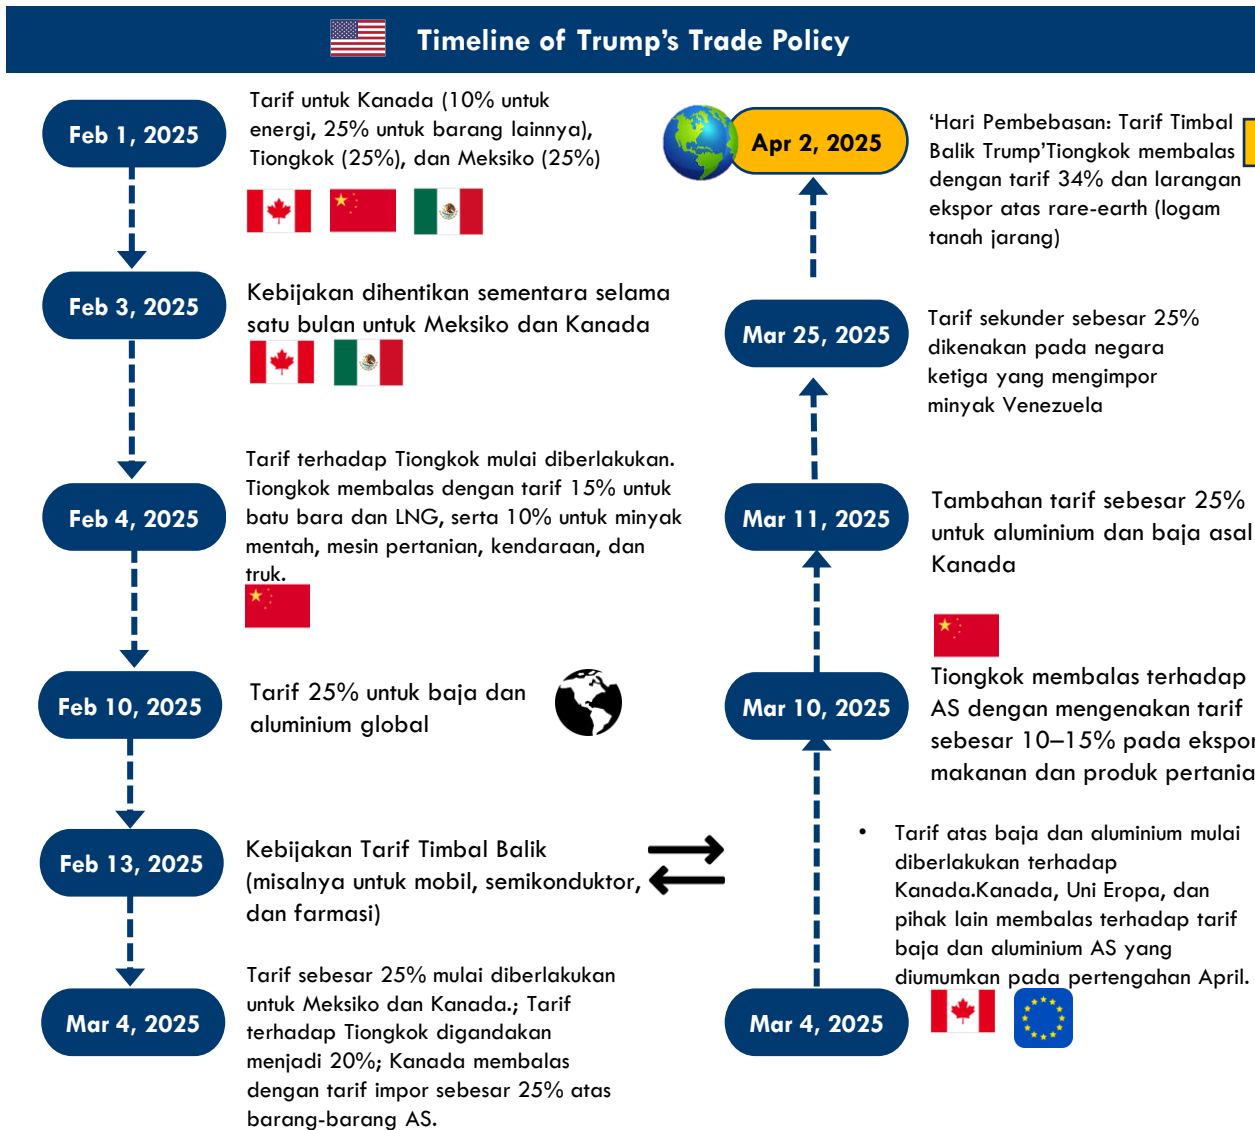 Timeline of Trump's Trade Policy
Feb 1, 2025
Tarif untuk Kanada (10% untuk
energi, 25% untuk barang lainnya),
Tiongkok (25%), dan Meksiko (25%)
Feb 3, 2025
Kebijakan dihentikan sementara selama
satu bulan untuk Meksiko dan Kanada
Feb 4, 2025
Tarif terhadap Tiongkok mulai diberlakukan.
Tiongkok membalas dengan tarif 15% untuk
batu bara dan LNG, serta 10% untuk minyak
mentah, mesin pertanian, kendaraan, dan
truk.
Feb 10, 2025
Tarif 25% untuk baja dan
aluminium global
Feb 13, 2025
Kebijakan Tarif Timbal Balik
(misalnya untuk mobil, semikonduktor,
dan farmasi)
Mar 4, 2025
Tarif sebesar 25% mulai diberlakukan
untuk Meksiko dan Kanada.; Tarif
terhadap Tiongkok digandakan
menjadi 20%; Kanada membalas
dengan tarif impor sebesar 25% atas
barang-barang AS.
Apr 2, 2025
‘Hari Pembebasan: Tarif Timbal
Balik Trump’Tiongkok membalas
dengan tarif 34% dan larangan
ekspor atas rare-earth (logam
tanah jarang)
Mar 25, 2025
Tarif sekunder sebesar 25%
dikenakan pada negara
ketiga yang mengimpor
minyak Venezuela
Mar 11, 2025
Tambahan tarif sebesar 25%
untuk aluminium dan baja asal
Kanada
Mar 10, 2025
Tiongkok membalas terhadap
AS dengan mengenakan tarif
sebesar 10–15% pada ekspor
makanan dan produk pertania
Mar 4, 2025
• Tarif atas baja dan aluminium mulai
diberlakukan terhadap
Kanada.Kanada, Uni Eropa, dan
pihak lain membalas terhadap tarif
baja dan aluminium AS yang
diumumkan pada pertengahan April.